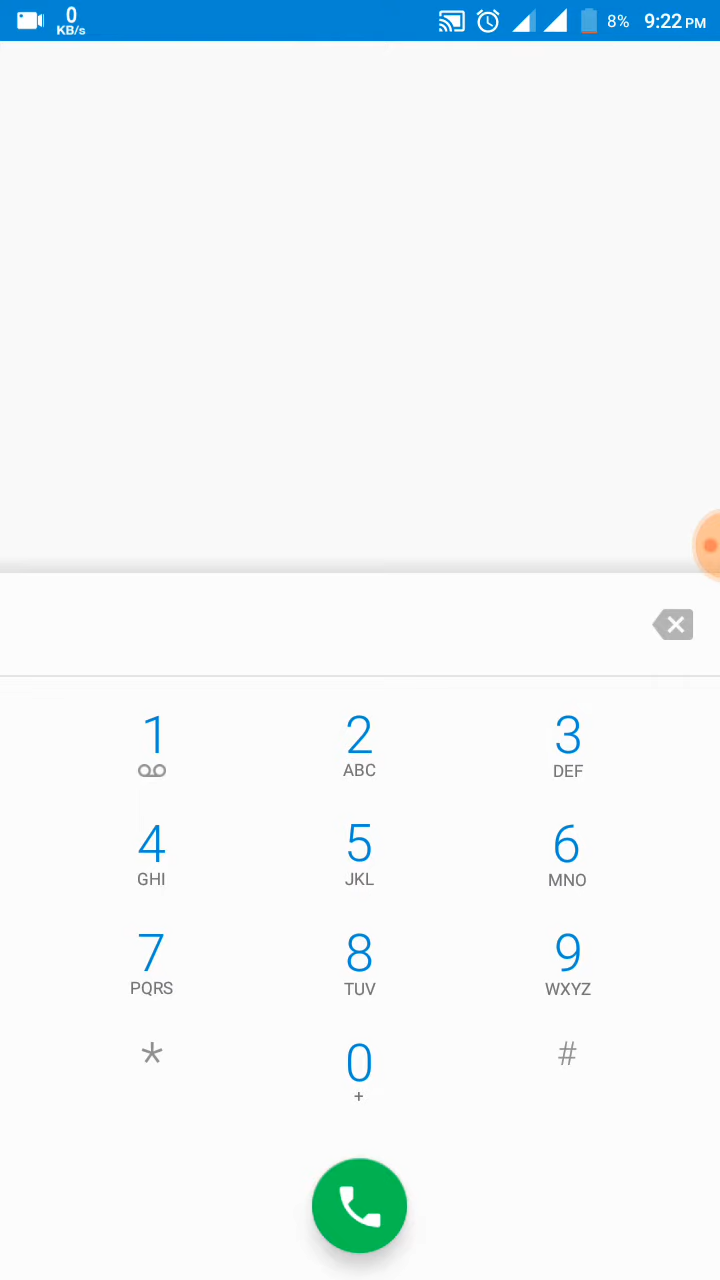 0
KB/s
8% 9:22 PM
1 2 3
ABC DEF
4 5 6
GHI JKL MNO
7 8 9
PQRS TUV WXYZ
* 0 #
+